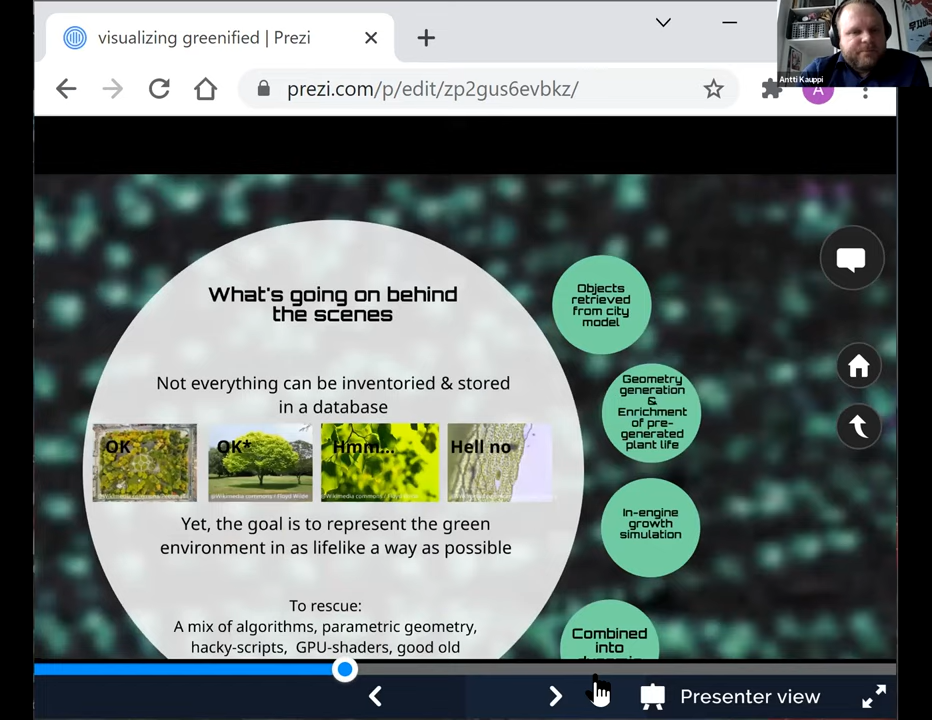 visualizing greenified | Prezi
prezi.com/p/edit/zp2gus6evbkz/
A
Antti Kauppi
What's going on behind
the scenes
Not everything can be inventoried & stored
in a database
OK
OK*
Hmm...
Hell no
Yet, the goal is to represent the green
environment in as lifelike a way as possible
To rescue:
A mix of algorithms, parametric geometry,
hacky-scripts, GPU-shaders, good old
Objects
retrieved
from city
model
Geometry
generation
&
Enrichment
of pre-
generated
plant life
In-engine
growth
simulation
Combined
into
Presenter view